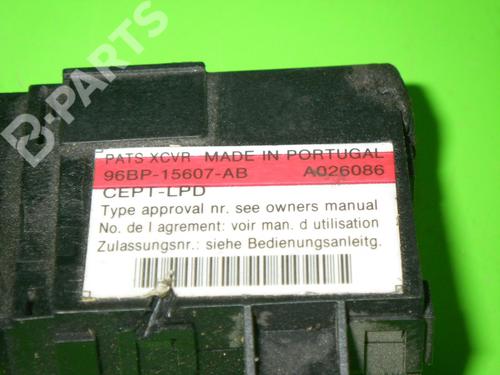 B-PARTS
PATS XCVR MADE IN PORTUGAL
96BP-15607-AB A026086
CEPT-LPD
Type approval nr. see owners manual
No. de l agrement: voir man. d utilisation
Zulassungsnr.: siehe Bedienungsanleitg.